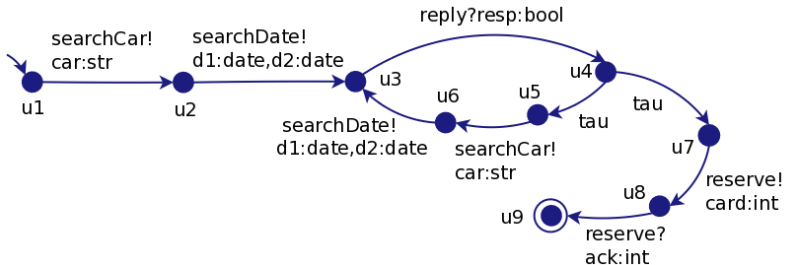 reply?resp:bool
searchCar!
car:str
searchDate!
d1:date,d2:date
u1
u2
u3
u4
u5
u6
tau
tau
searchDate!
d1:date,d2:date
searchCar!
car:str
u7
reserve!
card:int
u8
u9
reserve?
ack:int